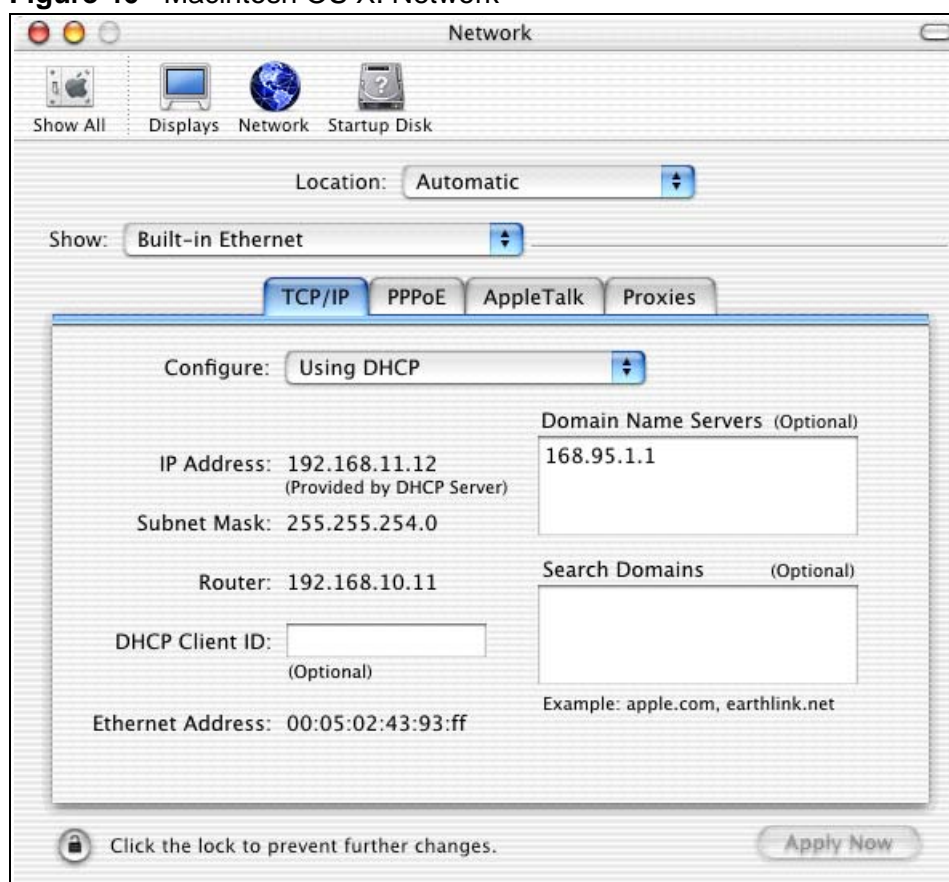 Macintosh OS X: Network
Network
Show All
Displays
Network
Startup Disk
Location: Automatic
Show: Built-in Ethernet
TCP/IP
PPPoE
AppleTalk
Proxies
Configure: Using DHCP
Domain Name Servers (Optional)
168.95.1.1
IP Address: 192.168.11.12
(Provided by DHCP Server)
Subnet Mask: 255.255.254.0
Router: 192.168.10.11
Search Domains (Optional)
DHCP Client ID:
(Optional)
Example: apple.com, earthlink.net
Ethernet Address: 00:05:02:43:93:ff
Click the lock to prevent further changes.
Apply Now